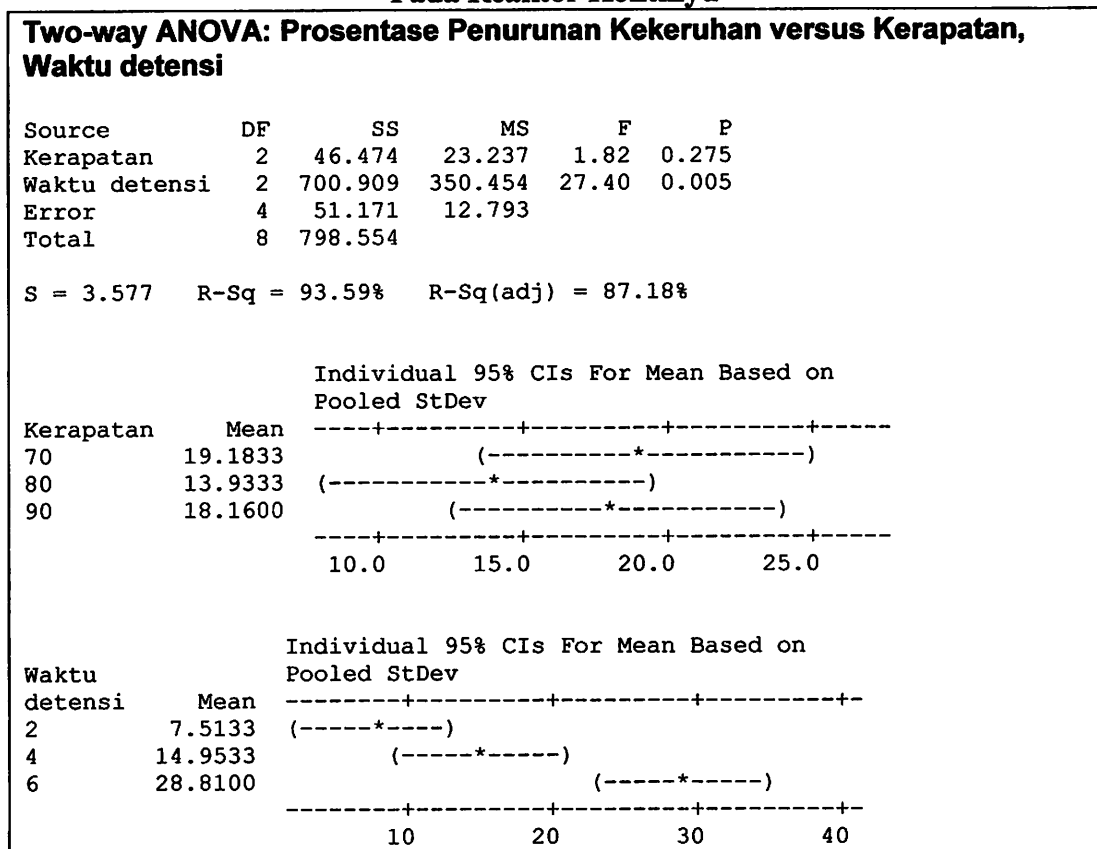 Two-way ANOVA: Prosentase Penurunan Kekeruhan versus Kerapatan,
Waktu detensi
Source DF SS MS F P
Kerapatan 2 46.474 23.237 1.82 0.275
Waktu detensi 2 700.909 350.454 27.40 0.005
Error 4 51.171 12.793
Total 8 798.554
S = 3.577 R-Sq = 93.59% R-Sq(adj) = 87.18%
Individual 95% CIs For Mean Based on
Pooled StDev
Kerapatan Mean ----+---------+---------+---------+-----
70 19.1833 (----------*-----------)
80 13.9333 (-----------*----------)
90 18.1600 (----------*-----------)
----+---------+---------+---------+-----
10.0 15.0 20.0 25.0
Individual 95% CIs For Mean Based on
Waktu Pooled StDev
detensi Mean --------+---------+---------+---------+-
2 7.5133 (-----*----)
4 14.9533 (-----*-----)
6 28.8100 (-----*-----)
--------+---------+---------+---------+-
10 20 30 40